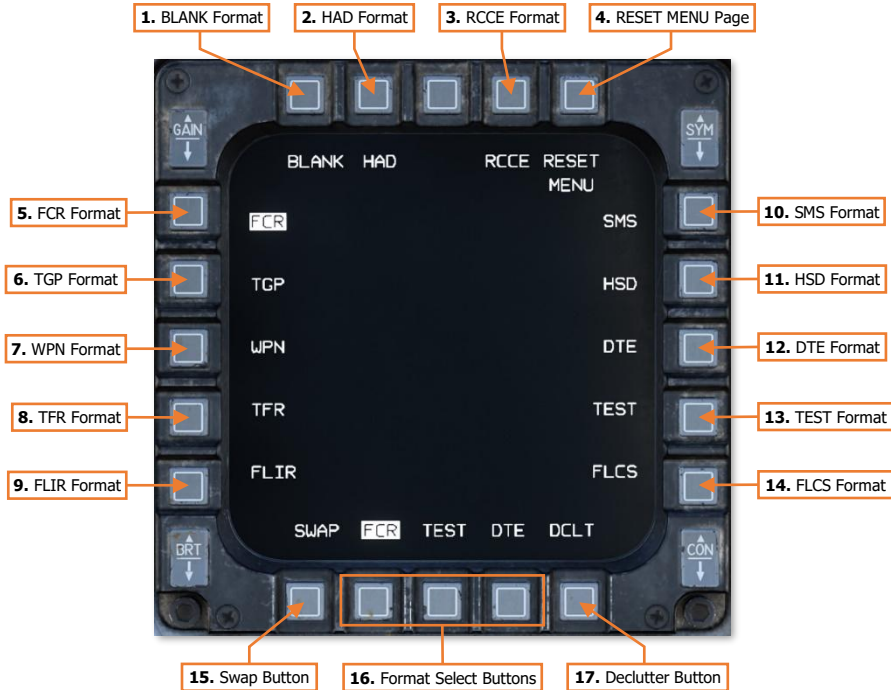 1. BLANK Format
2. HAD Format
3. RCCE Format
4. RESET MENU Page
GAIN
SYM
BLANK HAD RCCE RESET
MENU
5. FCR Format
FCR
SMS
10. SMS Format
6. TGP Format
TGP
HSD
11. HSD Format
7. WPN Format
WPN
DTE
12. DTE Format
8. TFR Format
TFR
TEST
13. TEST Format
9. FLIR Format
FLIR
FLCS
14. FLCS Format
SWAP FCR TEST DTE DCLT
BRT
CON
15. Swap Button
16. Format Select Buttons
17. Declutter Button